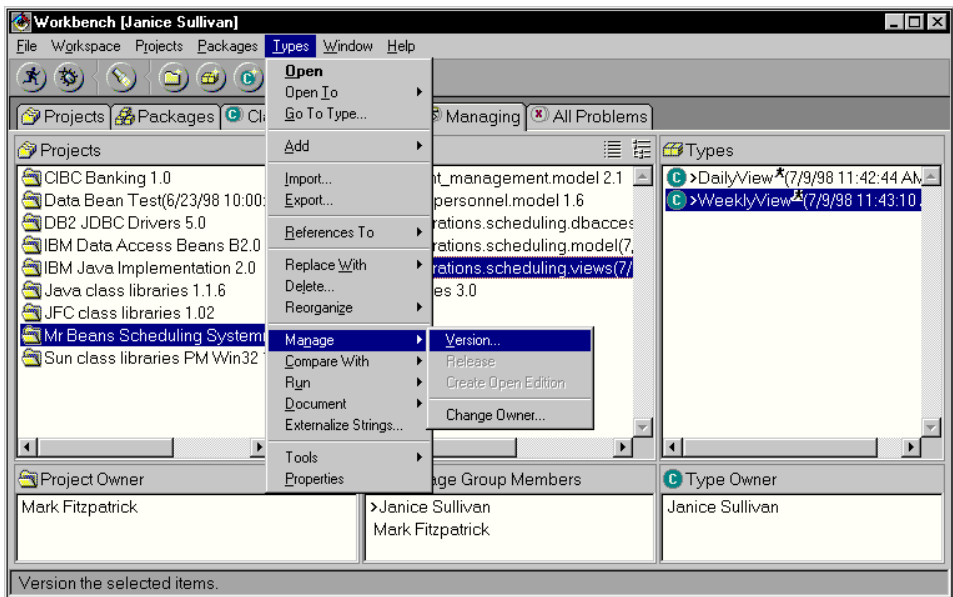 Workbench [Janice Sullivan]
File Workspace Projects Packages Types Window Help
Projects Packages Managing All Problems
Projects
CIBC Banking 1.0
Data Bean Test(6/23/98 10:00:
DB2 JDBC Drivers 5.0
IBM Data Access Beans B2.0
IBM Java Implementation 2.0
Java class libraries 1.1.6
JFC class libraries 1.02
Mr Beans Scheduling System
Sun class libraries PM Win32
Open
Open To
Go To Type...
Add
Import...
Export...
References To
Replace With
Delete...
Reorganize
Manage
Compare With
Run
Document
Externalize Strings...
Tools
Properties
Version...
Release
Create Open Edition
Change Owner...
t_management.model 2.1
personnel.model 1.6
rations.scheduling.dbacces
rations.scheduling.model(7,
rations.scheduling.views(7/
es 3.0
Types
>DailyView (7/9/98 11:42:44 AM
>WeeklyView (7/9/98 11:43:10
Project Owner
Mark Fitzpatrick
age Group Members
>Janice Sullivan
Mark Fitzpatrick
Type Owner
Janice Sullivan
Version the selected items.